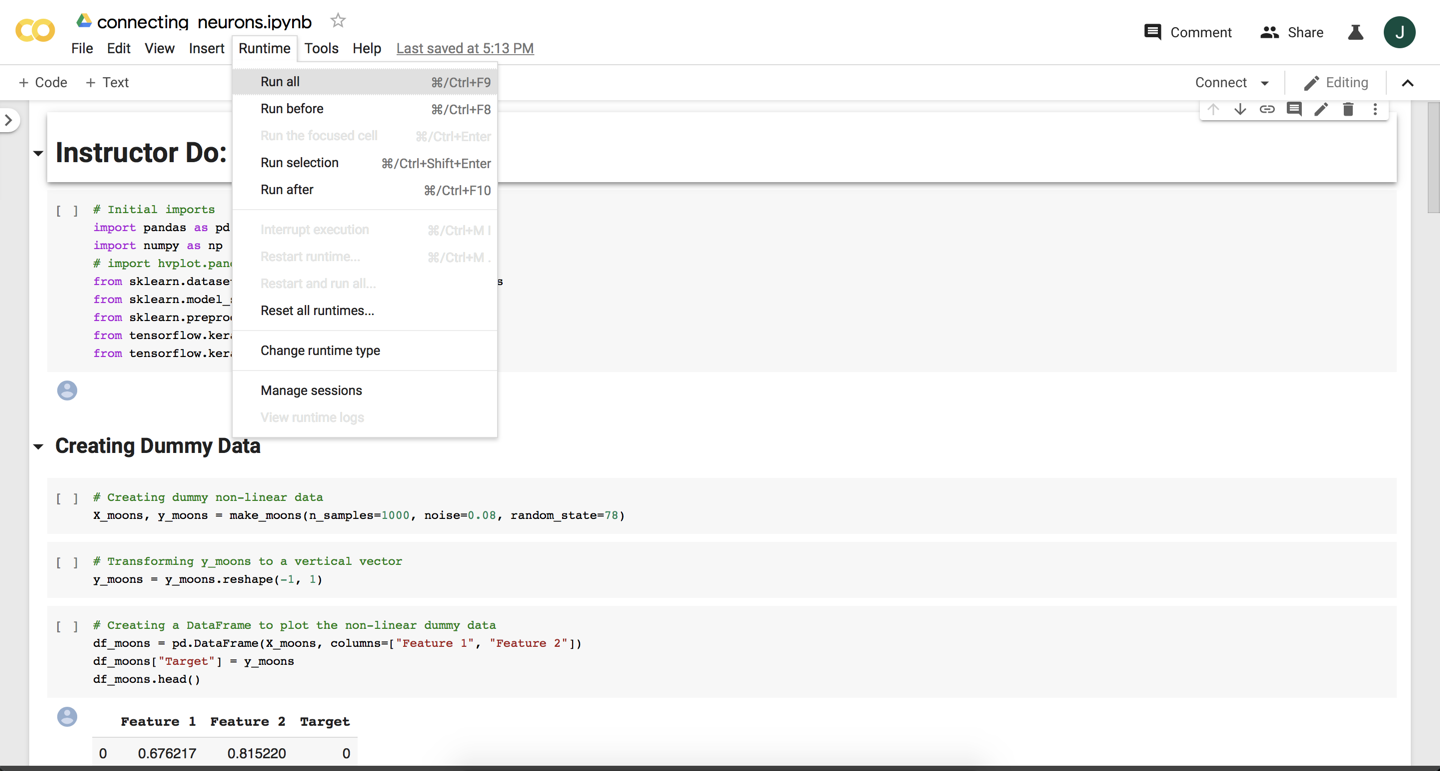 connecting_neurons.ipynb
File Edit View Insert Runtime Tools Help Last saved at 5:13 PM
Comment
Share
J
+ Code + Text
Connect
Editing
Run all ⌘/Ctrl+F9
Run before ⌘/Ctrl+F8
Run the focused cell ⌘/Ctrl+Enter
Run selection ⌘/Ctrl+Shift+Enter
Run after ⌘/Ctrl+F10
Interrupt execution ⌘/Ctrl+M I
Restart runtime... ⌘/Ctrl+M .
Restart and run all...
Reset all runtimes...
Change runtime type
Manage sessions
View runtime logs
Instructor Do:
[ ] # Initial imports
import pandas as pd
import numpy as np
# import hvplot.pan
from sklearn.datase s
from sklearn.model_
from sklearn.prepro
from tensorflow.ker
from tensorflow.ker
Creating Dummy Data
[ ] # Creating dummy non-linear data
X_moons, y_moons = make_moons(n_samples=1000, noise=0.08, random_state=78)
[ ] # Transforming y_moons to a vertical vector
y_moons = y_moons.reshape(-1, 1)
[ ] # Creating a DataFrame to plot the non-linear dummy data
df_moons = pd.DataFrame(X_moons, columns=["Feature 1", "Feature 2"])
df_moons["Target"] = y_moons
df_moons.head()
Feature 1 Feature 2 Target
0 0.676217 0.815220 0